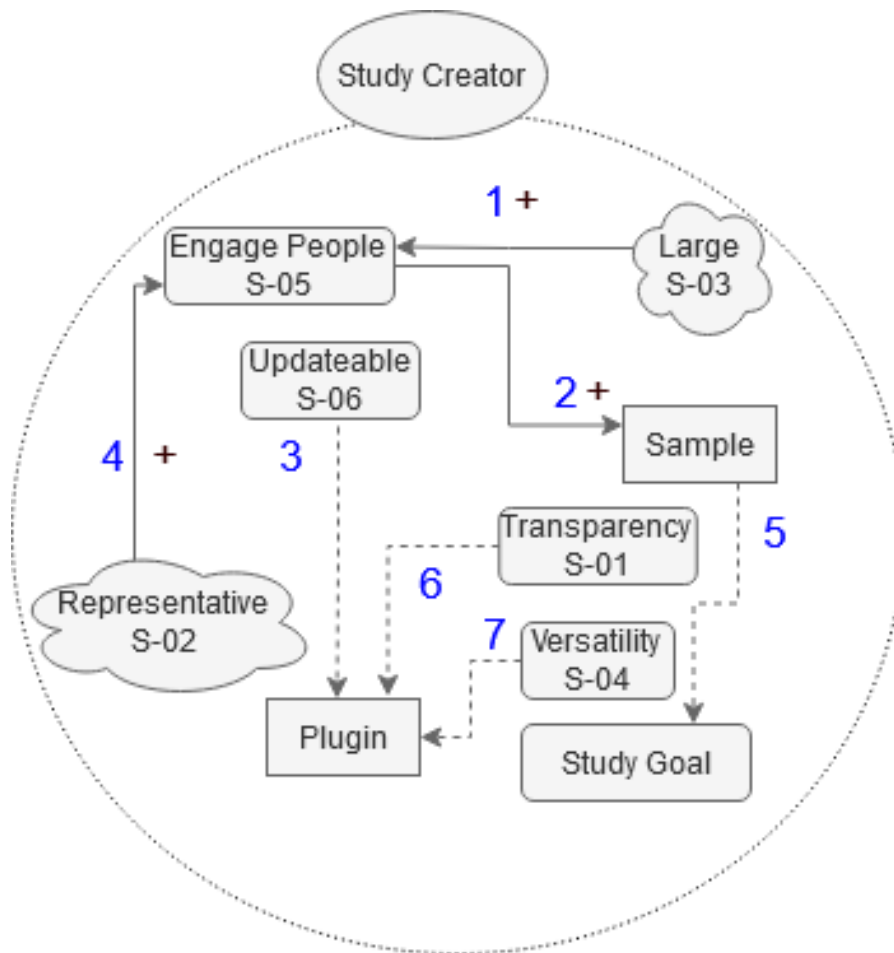 Study Creator
1 +
Engage People
S-05
Large
S-03
Updateable
S-06
2 +
Sample
4 +
3
Transparency
S-01
5
6
Representative
S-02
7
Versatility
S-04
Plugin
Study Goal